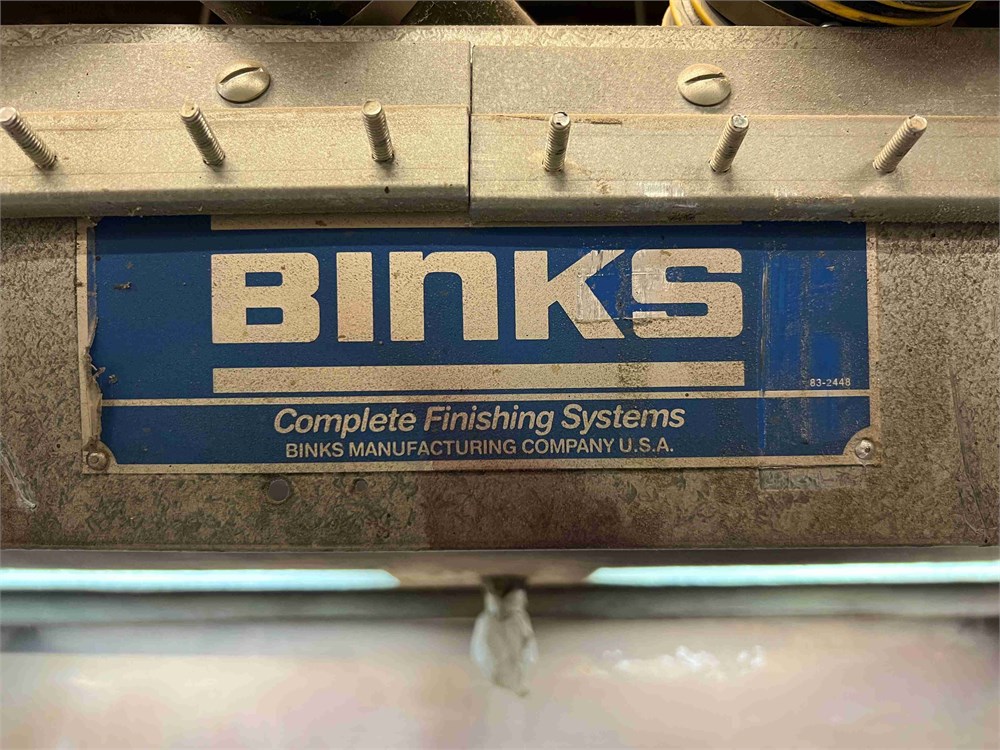 BINKS
83-2448
Complete Finishing Systems
BINKS MANUFACTURING COMPANY U.S.A.